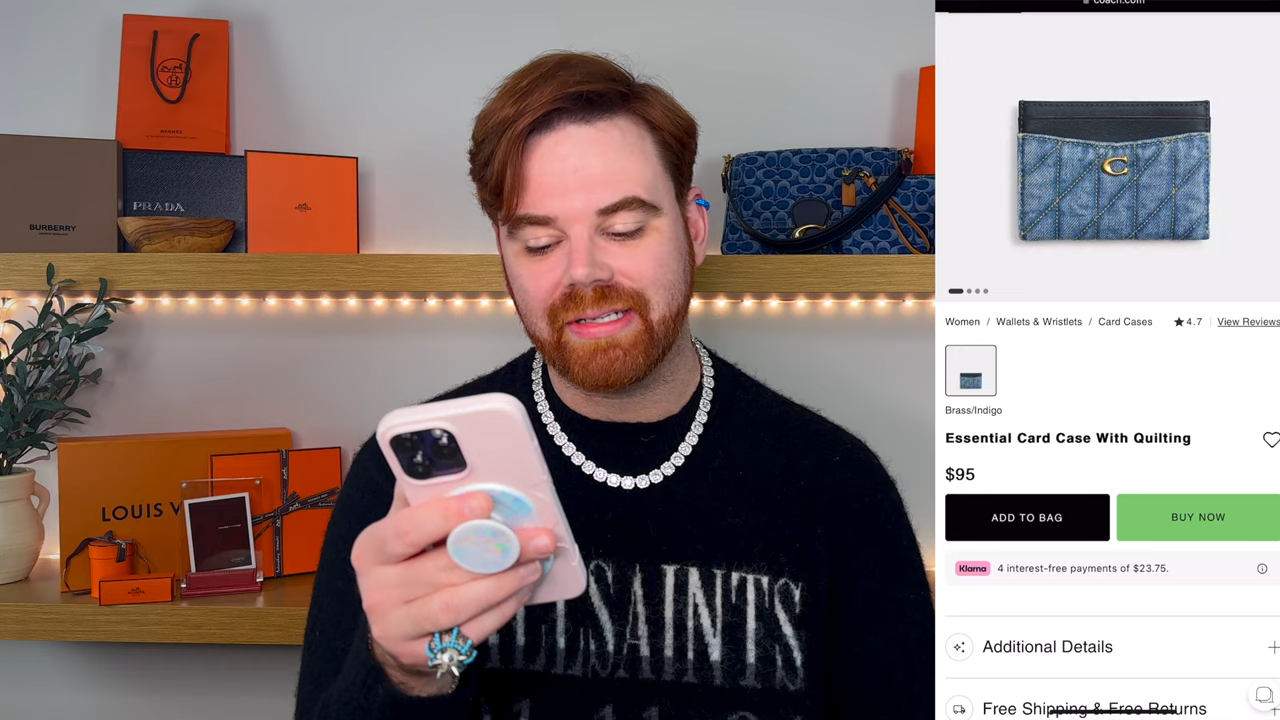 HERMES
BURBERRY
PRADA
LOUIS V
ALLSAINTS
coach.com
C
Women / Wallets & Wristlets / Card Cases
4.7
View Reviews
Brass/Indigo
Essential Card Case With Quilting
$95
ADD TO BAG
BUY NOW
Klarna 4 interest-free payments of $23.75.
Additional Details
Free Shipping & Free Returns